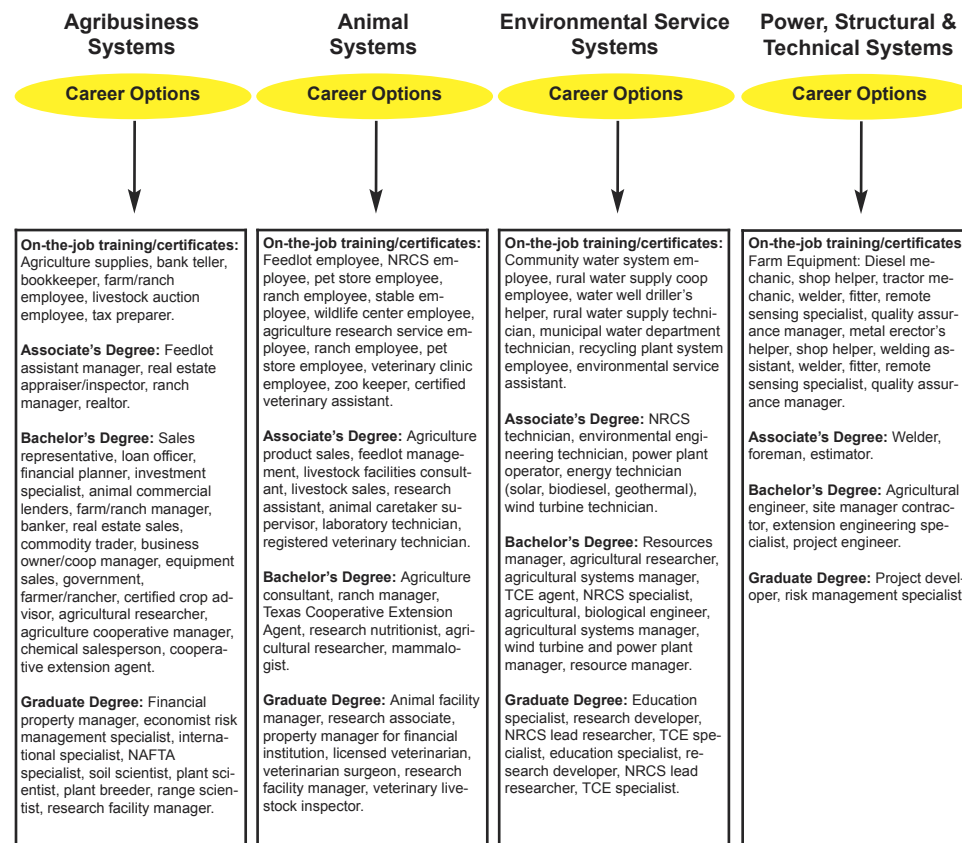 Agribusiness
Systems
Career Options
On-the-job training/certificates:
Agriculture supplies, bank teller,
bookkeeper, farm/ranch
employee, livestock auction
employee, tax preparer.
Associate's Degree: Feedlot
assistant manager, real estate
appraiser/inspector, ranch
manager, realtor.
Bachelor's Degree: Sales
representative, loan officer,
financial planner, investment
specialist, animal commercial
lenders, farm/ranch manager,
banker, real estate sales,
commodity trader, business
owner/coop manager, equipment
sales, government,
farmer/rancher, certified crop ad-
visor, agricultural researcher,
agriculture cooperative manager,
chemical salesperson, coopera-
tive extension agent.
Graduate Degree: Financial
property manager, economist risk
management specialist, interna-
tional specialist, NAFTA
specialist, soil scientist, plant sci-
entist, plant breeder, range scien-
tist, research facility manager.
Animal
Systems
Career Options
On-the-job training/certificates:
Feedlot employee, NRCS em-
ployee, pet store employee,
ranch employee, stable em-
ployee, wildlife center employee,
agriculture research service em-
ployee, ranch employee, pet
store employee, veterinary clinic
employee, zoo keeper, certified
veterinary assistant.
Associate's Degree: Agriculture
product sales, feedlot manage-
ment, livestock facilities consult-
ant, livestock sales, research
assistant, animal caretaker su-
pervisor, laboratory technician,
registered veterinary technician.
Bachelor's Degree: Agriculture
consultant, ranch manager,
Texas Cooperative Extension
Agent, research nutritionist, agri-
cultural researcher, mammalo-
gist.
Graduate Degree: Animal facility
manager, research associate,
property manager for financial
institution, licensed veterinarian,
veterinarian surgeon, research
facility manager, veterinary live-
stock inspector.
Environmental Service
Systems
Career Options
On-the-job training/certificates:
Community water system em-
ployee, rural water supply coop
employee, water well driller's
helper, rural water supply techni-
cian, municipal water department
technician, recycling plant system
employee, environmental service
assistant.
Associate's Degree: NRCS
technician, environmental engi-
neering technician, power plant
operator, energy technician
(solar, biodiesel, geothermal),
wind turbine technician.
Bachelor's Degree: Resources
manager, agricultural researcher,
agricultural systems manager,
TCE agent, NRCS specialist,
agricultural, biological engineer,
agricultural systems manager,
wind turbine and power plant
manager, resource manager.
Graduate Degree: Education
specialist, research developer,
NRCS lead researcher, TCE spe-
cialist, education specialist, re-
search developer, NRCS lead
researcher, TCE specialist.
Power, Structural &
Technical Systems
Career Options
On-the-job training/certificates
Farm Equipment: Diesel me-
chanic, shop helper, tractor me-
chanic, welder, fitter, remote
sensing specialist, quality assur-
ance manager, metal erector's
helper, shop helper, welding as-
sistant, welder, fitter, remote
sensing specialist, quality assur-
ance manager.
Associate's Degree: Welder,
foreman, estimator.
Bachelor's Degree: Agricultural
engineer, site manager contrac-
tor, extension engineering spe-
cialist, project engineer.
Graduate Degree: Project devel-
oper, risk management specialist